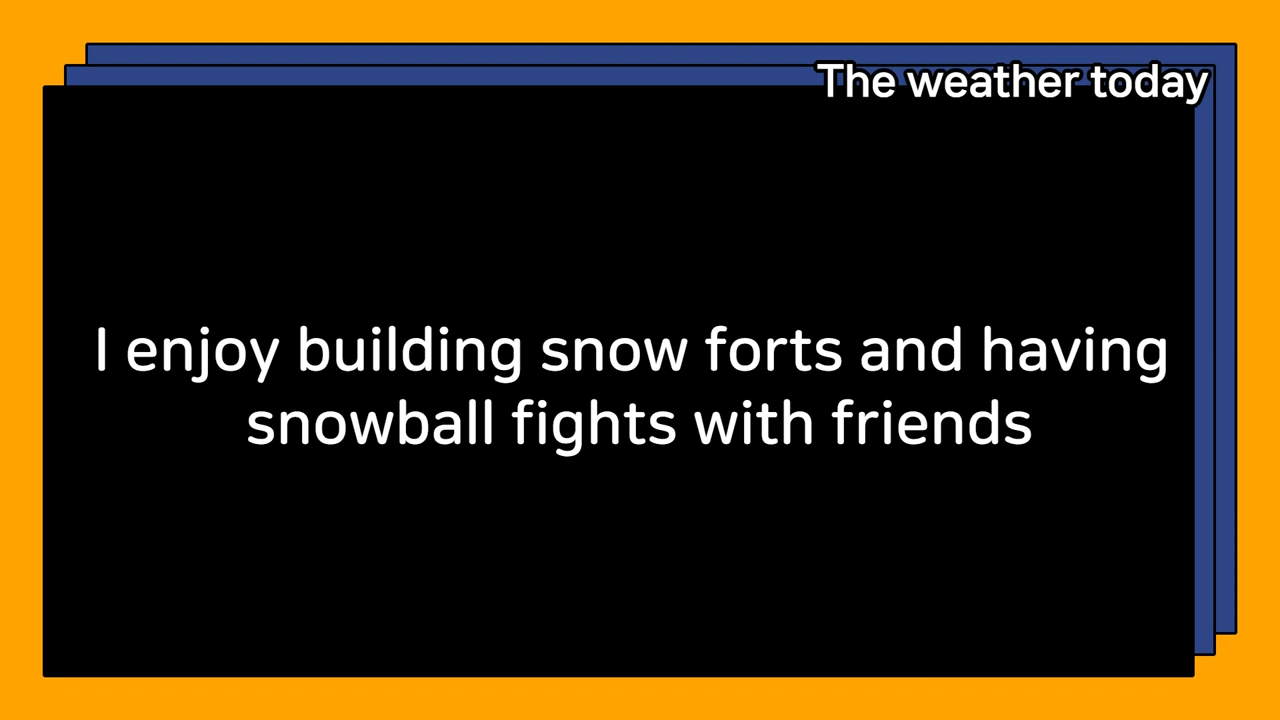 The weather today
I enjoy building snow forts and having
snowball fights with friends